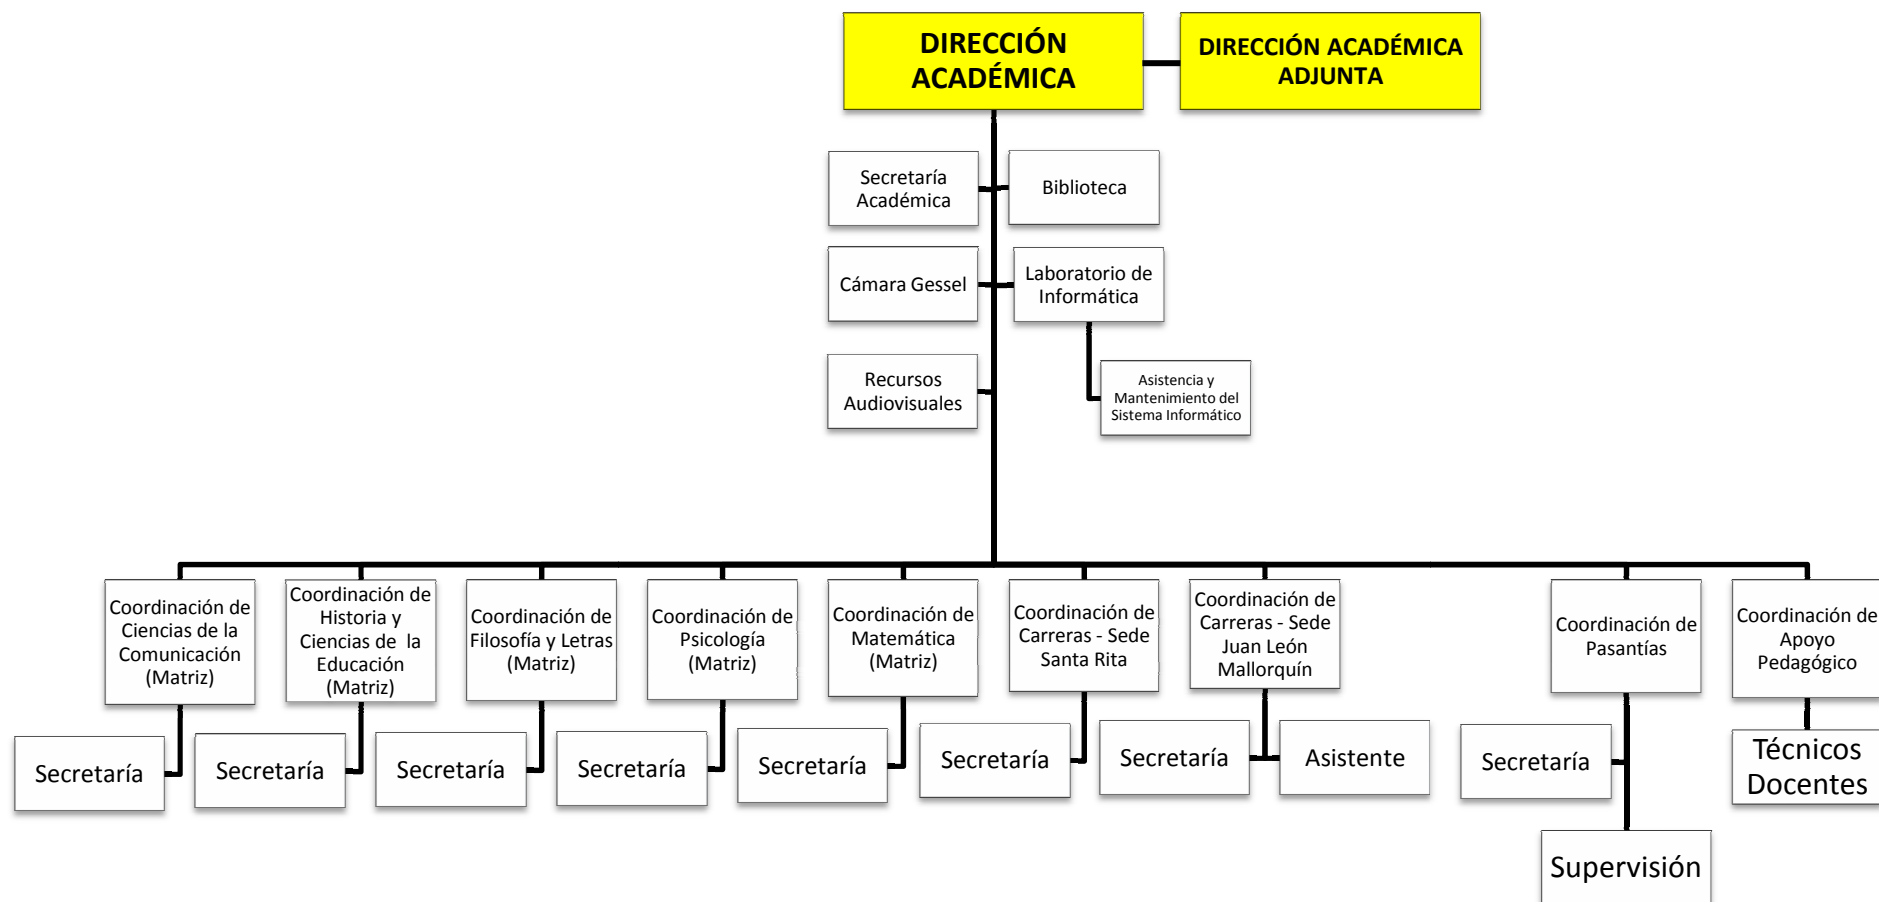 DIRECCIÓN
ACADÉMICA
DIRECCIÓN ACADÉMICA
ADJUNTA
Secretaría
Académica
Biblioteca
Cámara Gessel
Laboratorio de
Informática
Recursos
Audiovisuales
Asistencia y
Mantenimiento del
Sistema Informático
Coordinación de
Ciencias de la
Comunicación
(Matriz)
Coordinación de
Historia y
Ciencias de la
Educación
(Matriz)
Coordinación de
Filosofía y Letras
(Matriz)
Coordinación de
Psicología
(Matriz)
Coordinación de
Matemática
(Matriz)
Coordinación de
Carreras - Sede
Santa Rita
Coordinación de
Carreras - Sede
Juan León
Mallorquín
Coordinación de
Pasantías
Coordinación de
Apoyo
Pedagógico
Secretaría
Secretaría
Secretaría
Secretaría
Secretaría
Secretaría
Secretaría
Asistente
Secretaría
Técnicos
Docentes
Supervisión